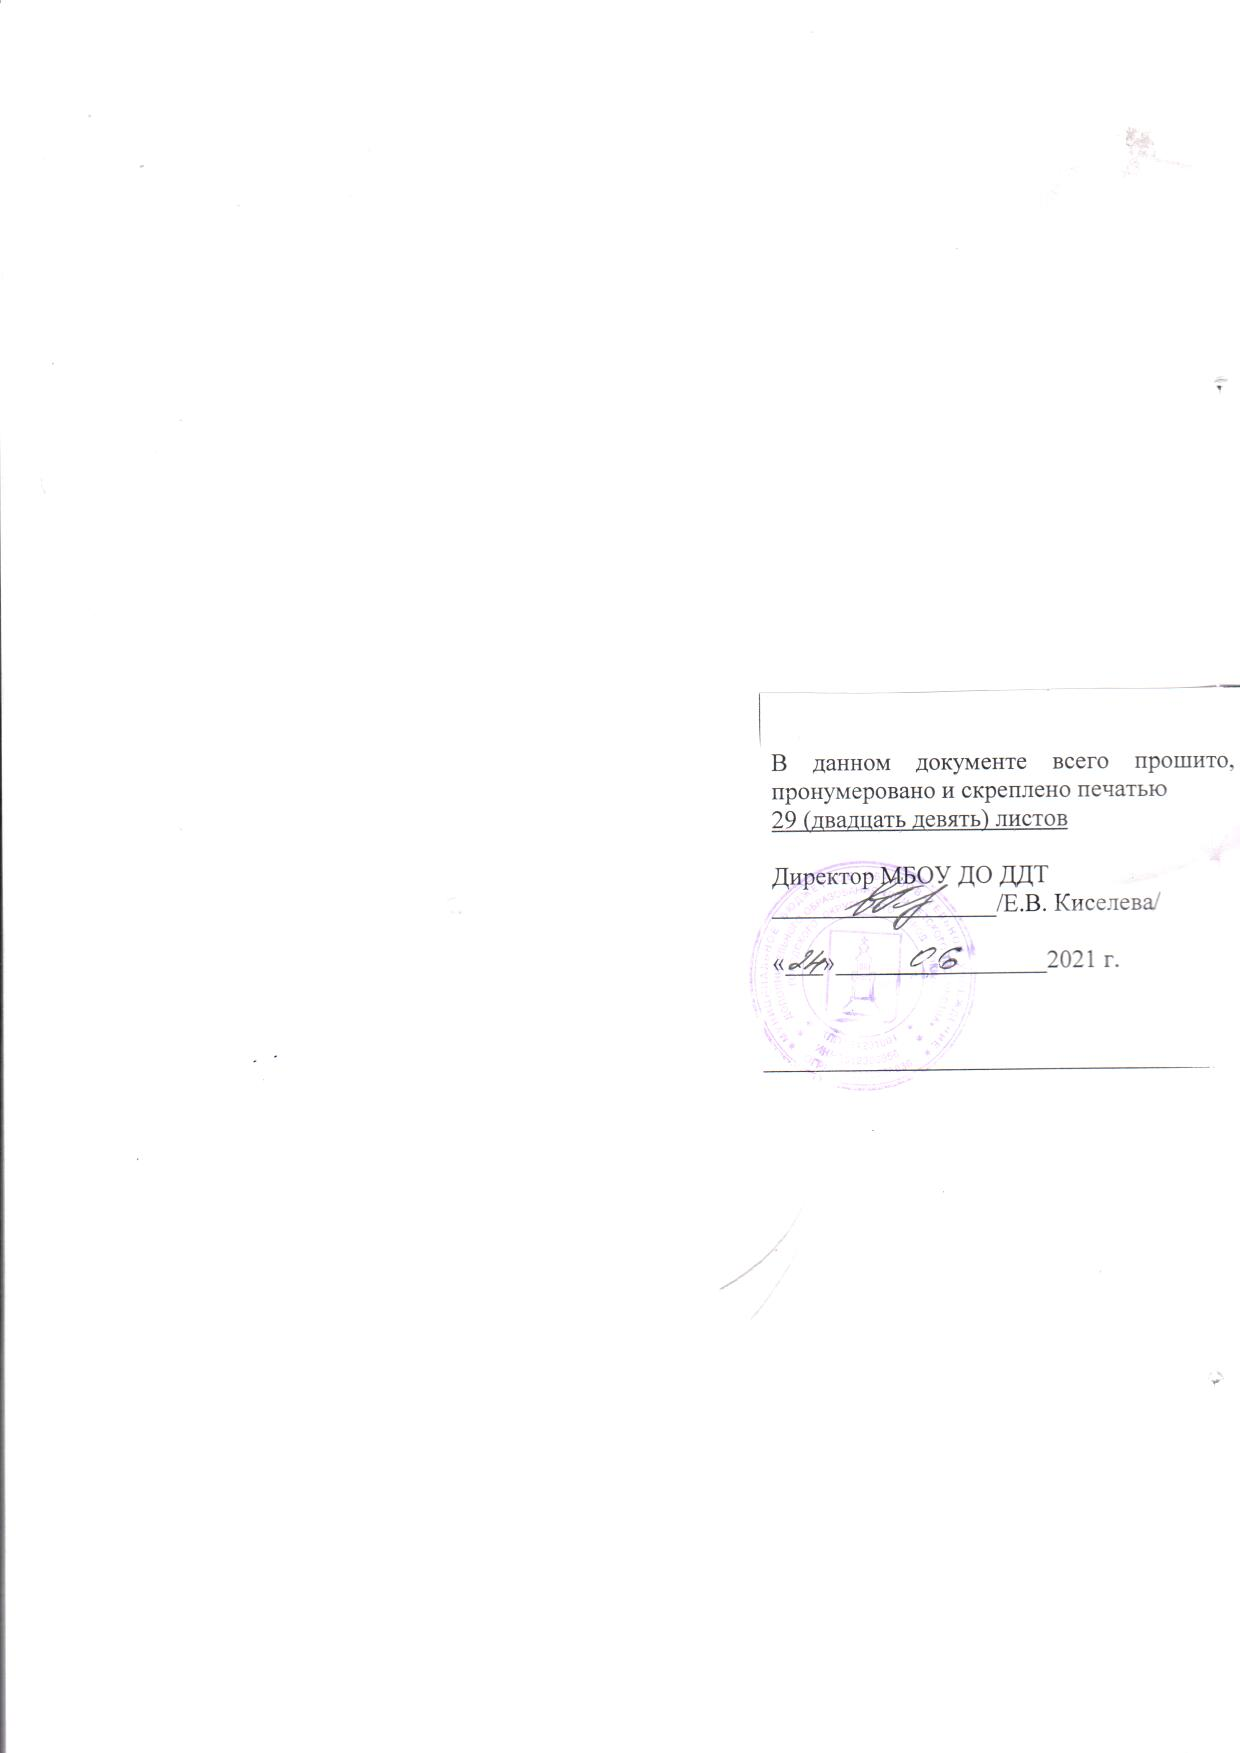 В данном документе всего прошито,
пронумеровано и скреплено печатью
29 (двадцать девять) листов
Директор МБОУ ДО ДДТ
/Е.В. Киселева/
«24» 06 2021 г.